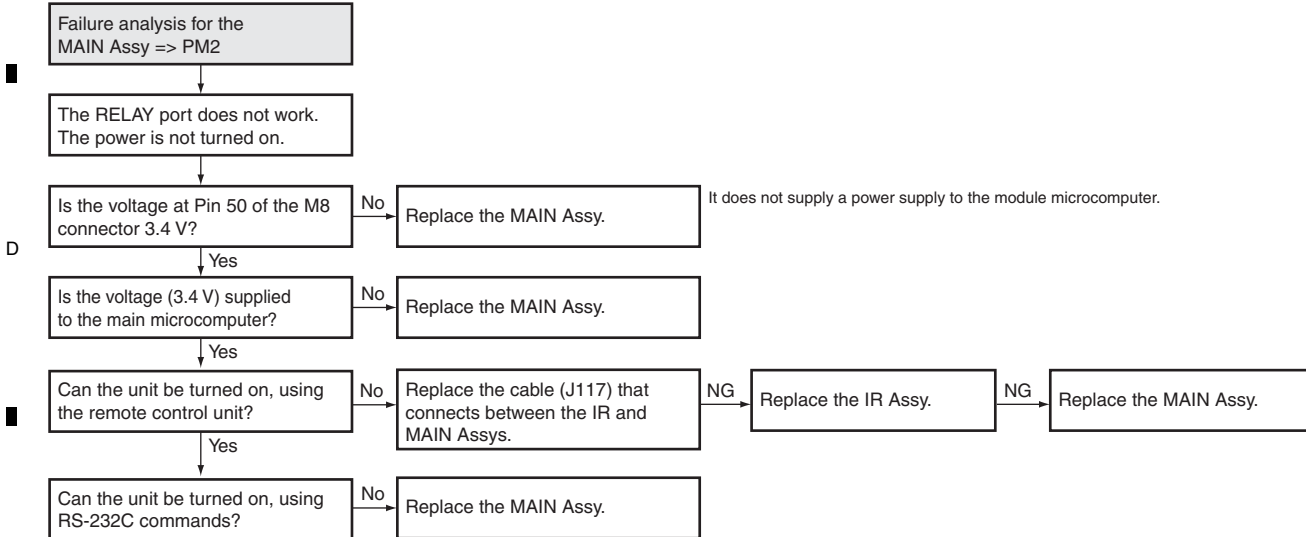 Failure analysis for the
MAIN Assy => PM2
The RELAY port does not work.
The power is not turned on.
Is the voltage at Pin 50 of the M8
connector 3.4 V?
No
Replace the MAIN Assy.
It does not supply a power supply to the module microcomputer.
D
Yes
Is the voltage (3.4 V) supplied
to the main microcomputer?
No
Replace the MAIN Assy.
Yes
Can the unit be turned on, using
the remote control unit?
No
Replace the cable (J117) that
connects between the IR and
MAIN Assys.
NG
Replace the IR Assy.
NG
Replace the MAIN Assy.
Yes
Can the unit be turned on, using
RS-232C commands?
No
Replace the MAIN Assy.